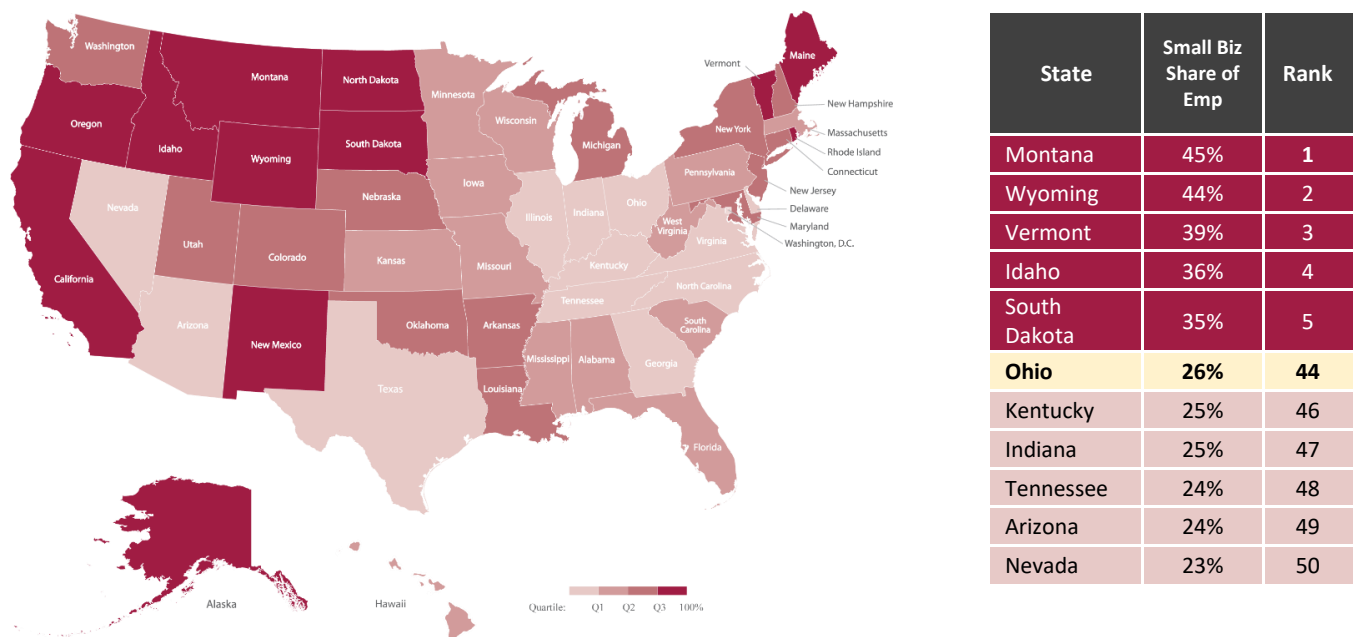 Washington
Montana
North Dakota
Minnesota
Vermont
Maine
Oregon
Idaho
Wyoming
South Dakota
Wisconsin
Michigan
New York
New Hampshire
Massachusetts
Rhode Island
Connecticut
Nevada
Utah
Colorado
Nebraska
Iowa
Illinois
Indiana
Ohio
Pennsylvania
New Jersey
Delaware
Maryland
Washington, D.C.
West
Virginia
Virginia
California
Kansas
Missouri
Kentucky
Arizona
New Mexico
Oklahoma
Arkansas
Tennessee
North Carolina
South
Carolina
Texas
Louisiana
Mississippi
Alabama
Georgia
Florida
Alaska
Hawaii
Quartile: Q1 Q2 Q3 100%
State Small Biz Share of Emp Rank
Montana 45% 1
Wyoming 44% 2
Vermont 39% 3
Idaho 36% 4
South Dakota 35% 5
Ohio 26% 44
Kentucky 25% 46
Indiana 25% 47
Tennessee 24% 48
Arizona 24% 49
Nevada 23% 50